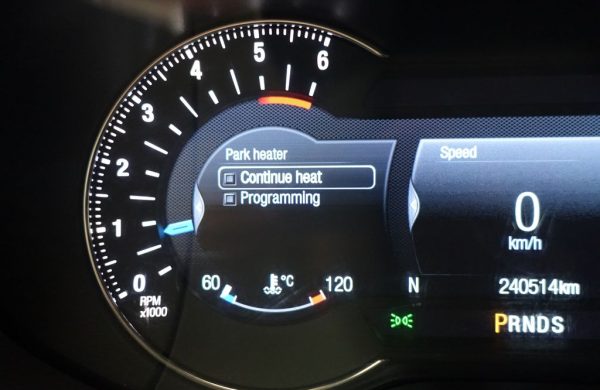 6
5
4
3
2
1
0
RPM
x1000
Park heater
Continue heat
Programming
60 °C 120
Speed
0
km/h
N 240514km
PRNDS